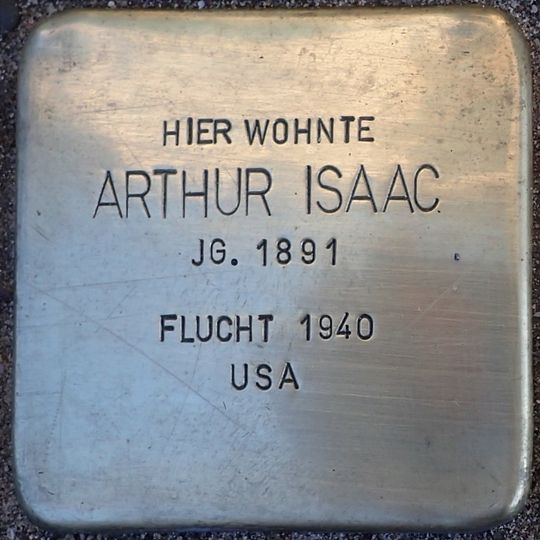 HIER WOHNTE
ARTHUR ISAAC
JG. 1891
FLUCHT 1940
USA